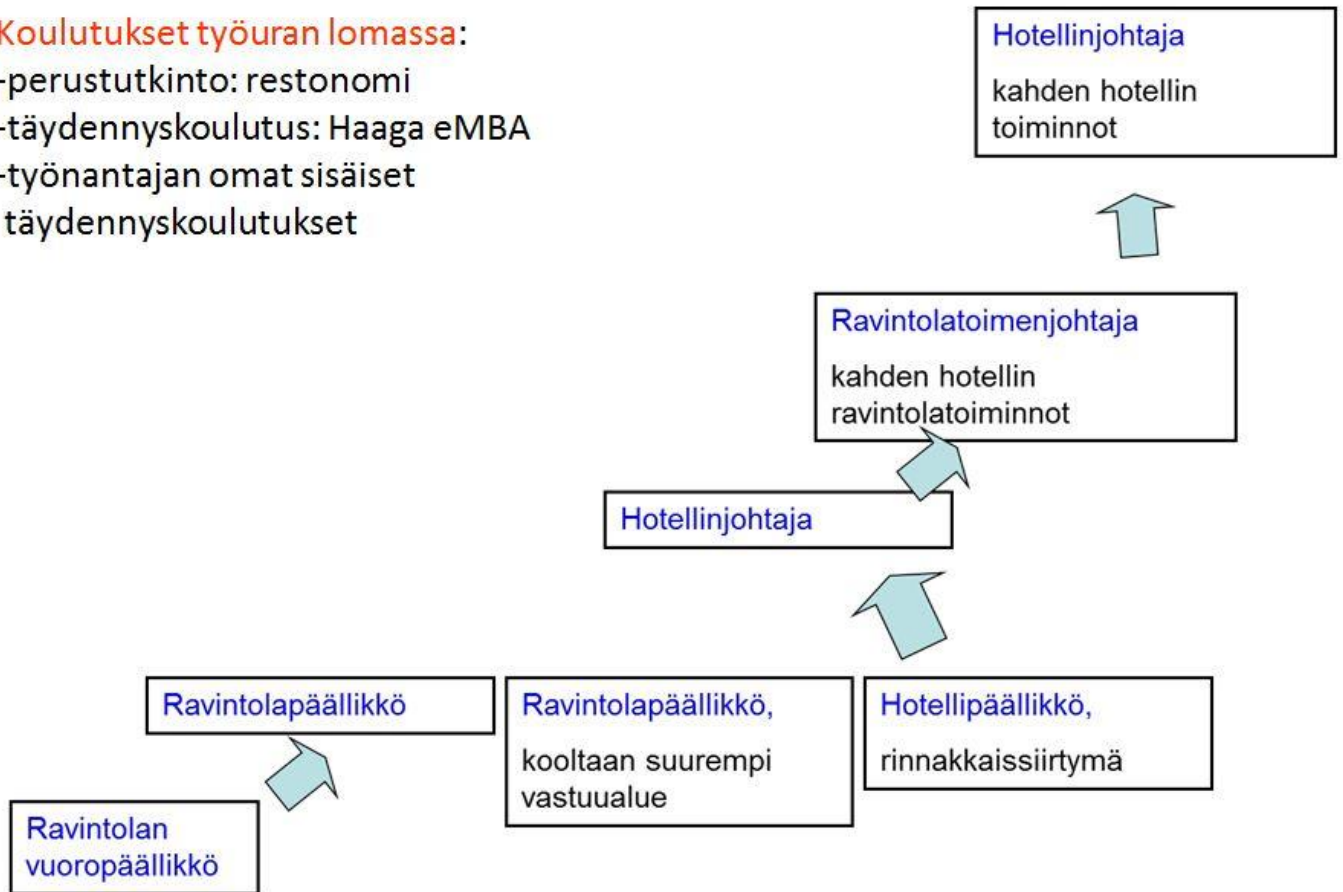 Koulutukset työuran lomassa:
-perustutkinto: restonomi
-täydennyskoulutus: Haaga eMBA
-työnantajan omat sisäiset
täydennyskoulutukset
Hotellinjohtaja
kahden hotellin
toiminnot
Ravintolatoimenjohtaja
kahden hotellin
ravintolatoiminnot
Hotellinjohtaja
Ravintolapäällikkö
Ravintolapäällikkö,
kooltaan suurempi
vastuualue
Hotellipäällikkö,
rinnakkaissiirtymä
Ravintolan
vuoropäällikkö